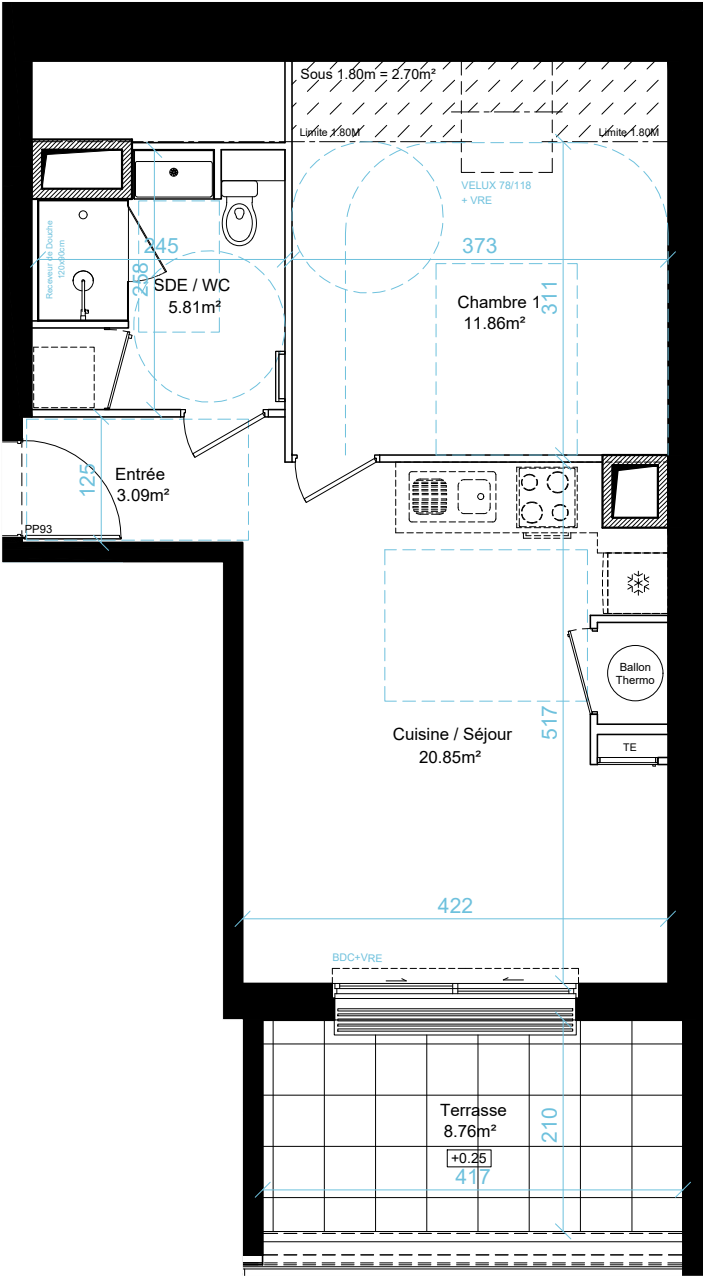 Sous 1.80m = 2.70m²
Limite 1.80M
Limite 1.80M
VELUX 78/118
+ VRE
Receveur de Douche
120x90cm
245
373
258
SDE / WC
5.81m²
Chambre 1
11.86m²
311
125
Entrée
3.09m²
PP93
Ballon
Thermo
517
Cuisine / Séjour
20.85m²
TE
422
BDC+VRE
Terrasse
8.76m²
+0.25
210
417